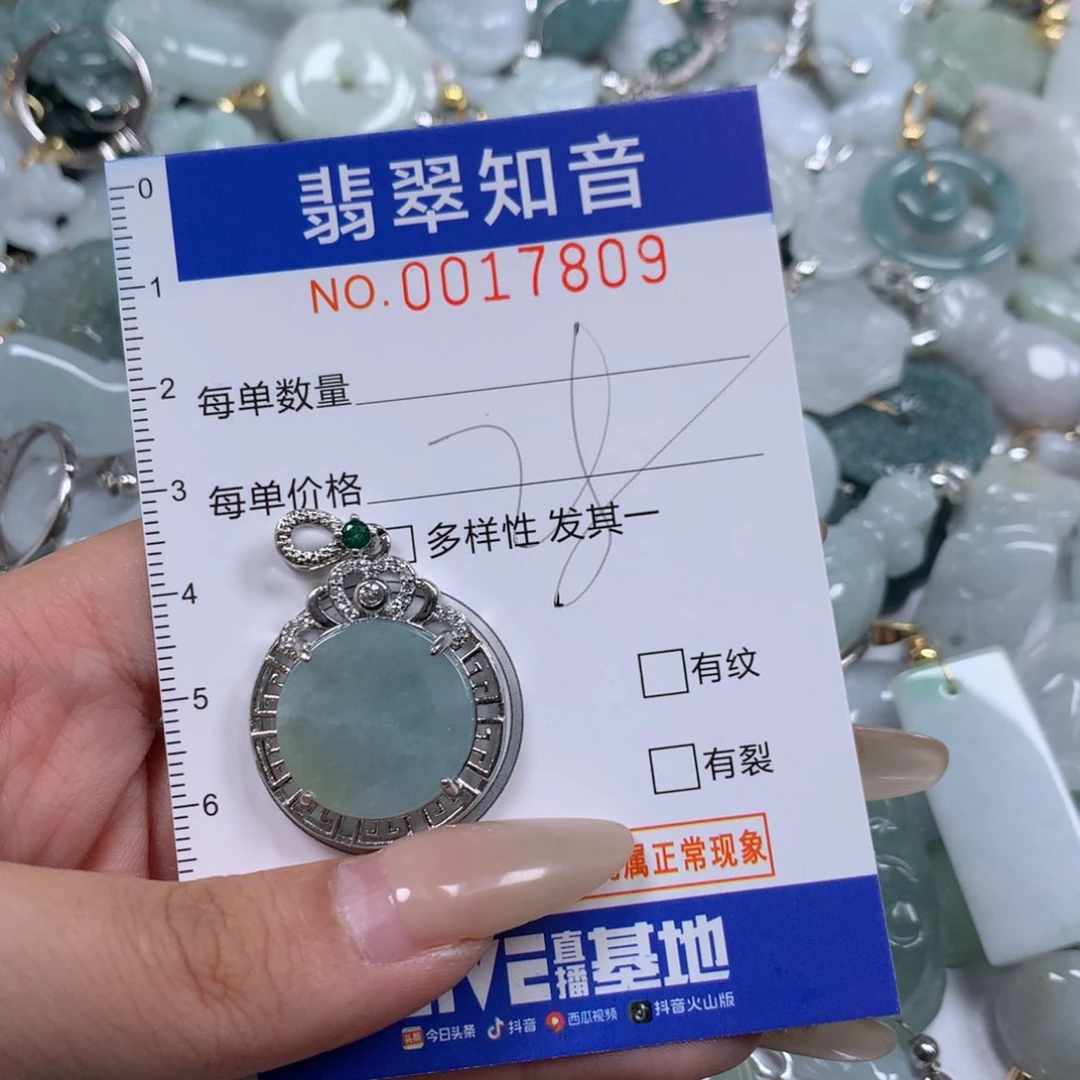 翡翠知音
NO.0017809
0
1
2
3
4
5
6
每单数量
每单价格
多样性 发其一
有纹
有裂
属正常现象
直播基地
今日头条 抖音 西瓜视频 抖音火山版